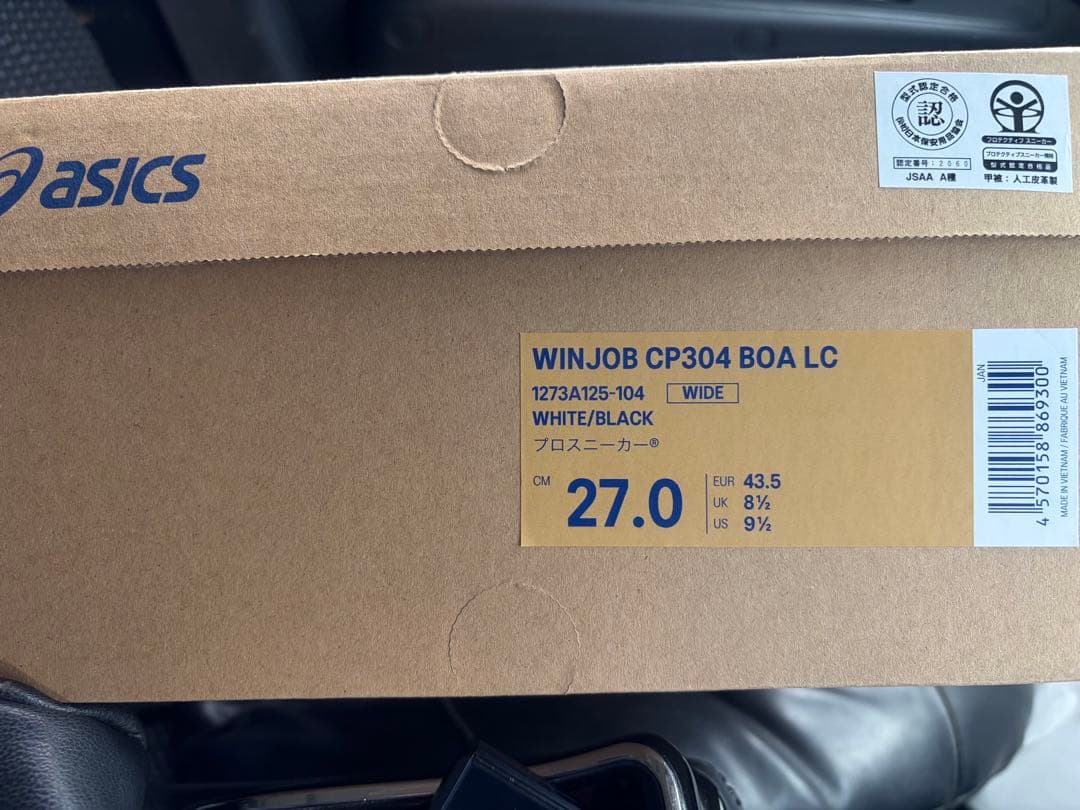 asics
型式認定合格
認
公社日本保安用品協会
認定番号：2060
JSAA A種
プロテクティブ スニーカー
プロテクティブスニーカー規格
型式認定合格品
甲被：人工皮革製
WINJOB CP304 BOA LC
1273A125-104 WIDE
WHITE/BLACK
プロスニーカー®
CM 27.0
EUR 43.5
UK 8½
US 9½
JAN
4570158869300
MADE IN VIETNAM / FABRIQUÉ AU VIETNAM